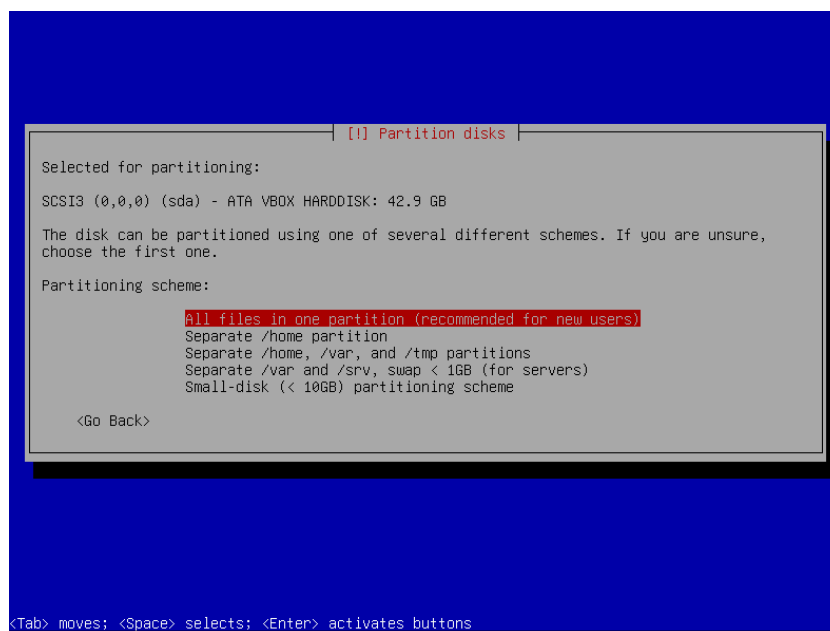 [!] Partition disks
Selected for partitioning:
SCSI3 (0,0,0) (sda) - ATA VBOX HARDDISK: 42.9 GB
The disk can be partitioned using one of several different schemes. If you are unsure,
choose the first one.
Partitioning scheme:
All files in one partition (recommended for new users)
Separate /home partition
Separate /home, /var, and /tmp partitions
Separate /var and /srv, swap < 1GB (for servers)
Small-disk (< 10GB) partitioning scheme
<Go Back>
<Tab> moves; <Space> selects; <Enter> activates buttons